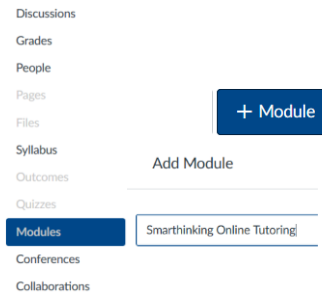 Discussions
Grades
People
Pages
Files
Syllabus
Outcomes
Quizzes
Modules
Conferences
Collaborations
+ Module
Add Module
Smarthinking Online Tutoring